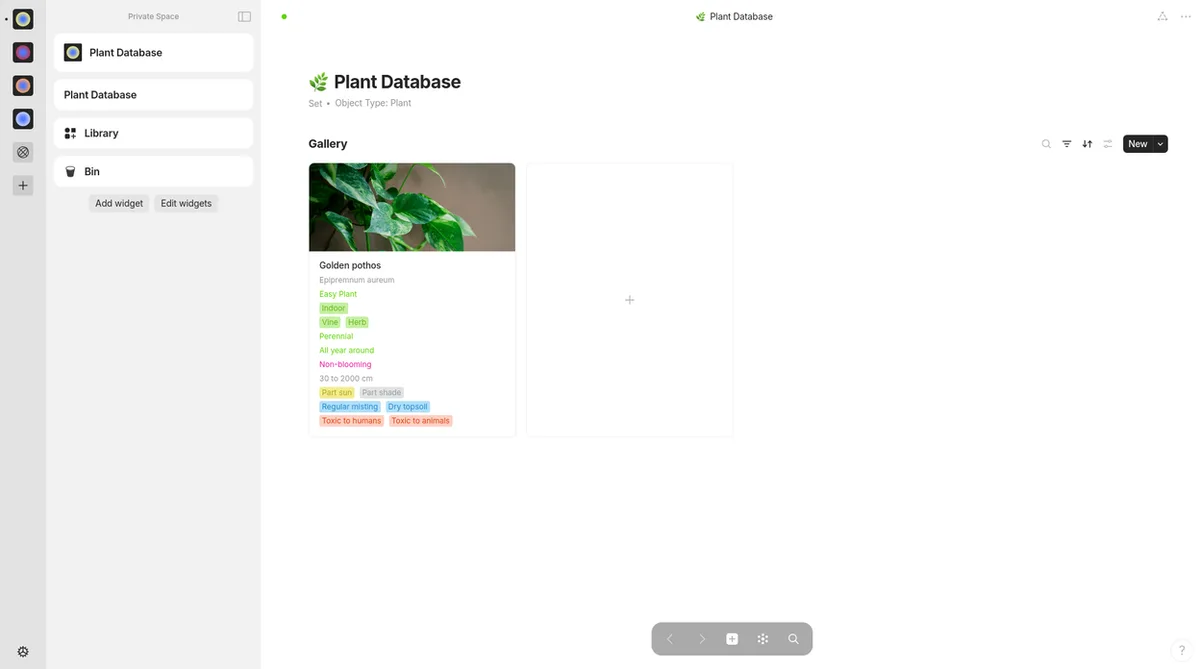 Private Space
Plant Database
Plant Database
Library
Bin
Add widget Edit widgets
Plant Database
Plant Database
Set • Object Type: Plant
Gallery
New
Golden pothos
Epipremnum aureum
Easy Plant
Indoor
Vine Herb
Perennial
All year around
Non-blooming
30 to 2000 cm
Part sun Part shade
Regular misting Dry topsoil
Toxic to humans Toxic to animals
?